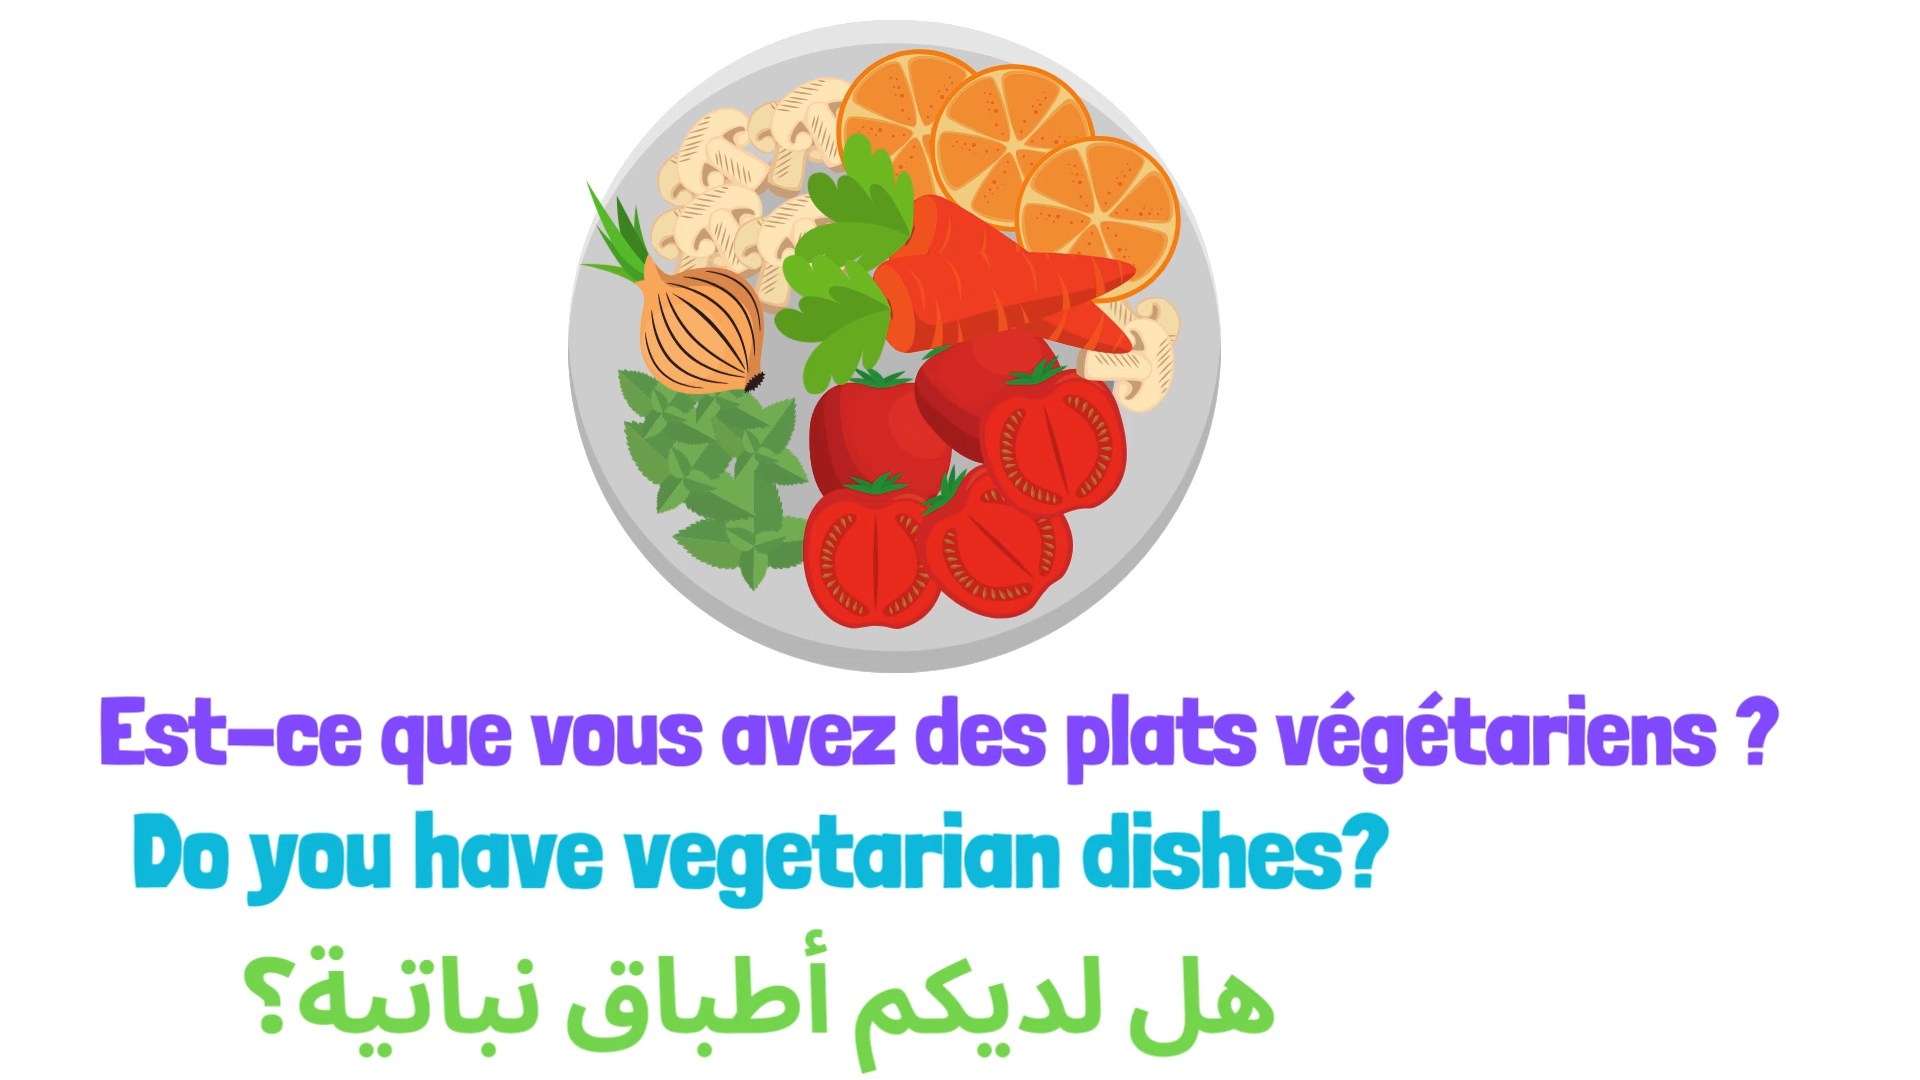 Est-ce que vous avez des plats végétariens ?
Do you have vegetarian dishes?
هل لديكم أطباق نباتية؟